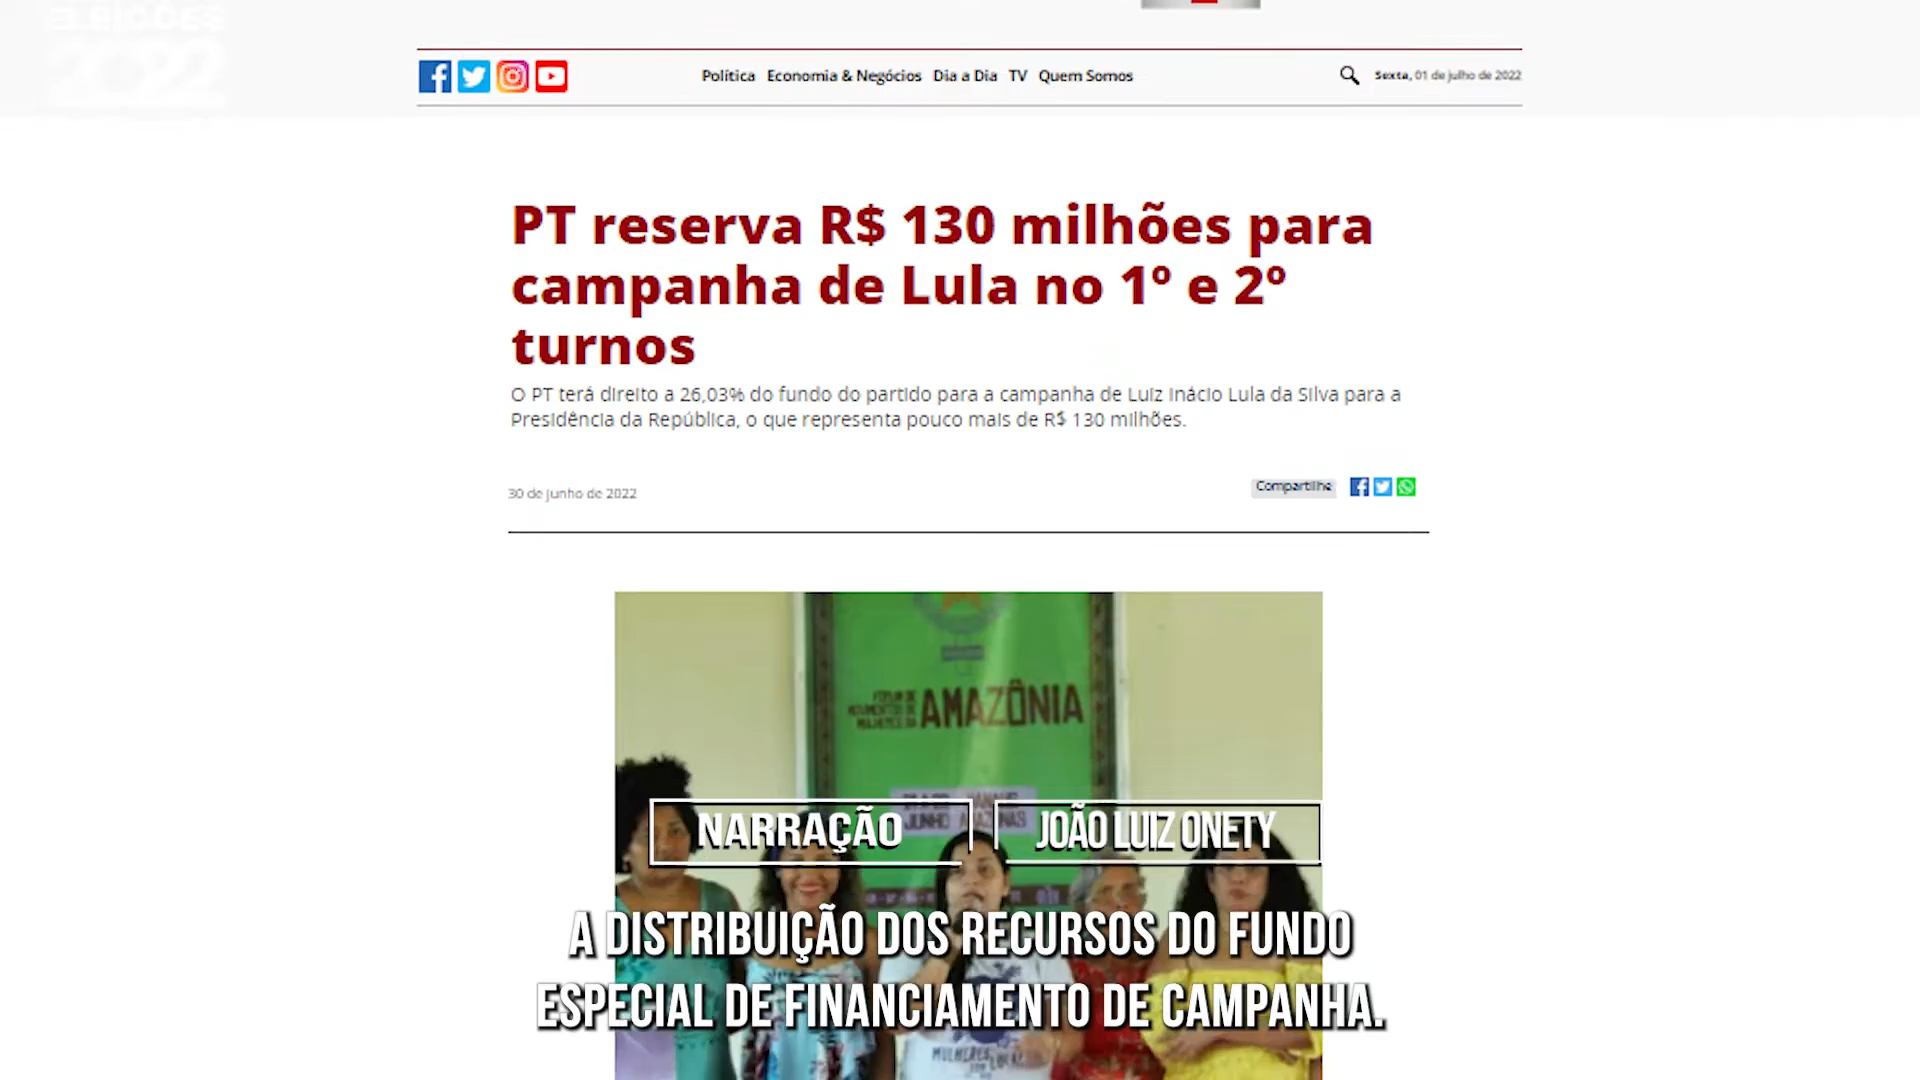 ELEIÇÕES
2022
Política Economia & Negócios Dia a Dia TV Quem Somos
Sexta, 01 de julho de 2022
PT reserva R$ 130 milhões para
campanha de Lula no 1º e 2º
turnos
O PT terá direito a 26,03% do fundo do partido para a campanha de Luiz Inácio Lula da Silva para a
Presidência da República, o que representa pouco mais de R$ 130 milhões.
30 de junho de 2022
Compartilhe
AMAZÔNIA
NARRAÇÃO
JOÃO LUIZ ONETY
A DISTRIBUIÇÃO DOS RECURSOS DO FUNDO
ESPECIAL DE FINANCIAMENTO DE CAMPANHA.